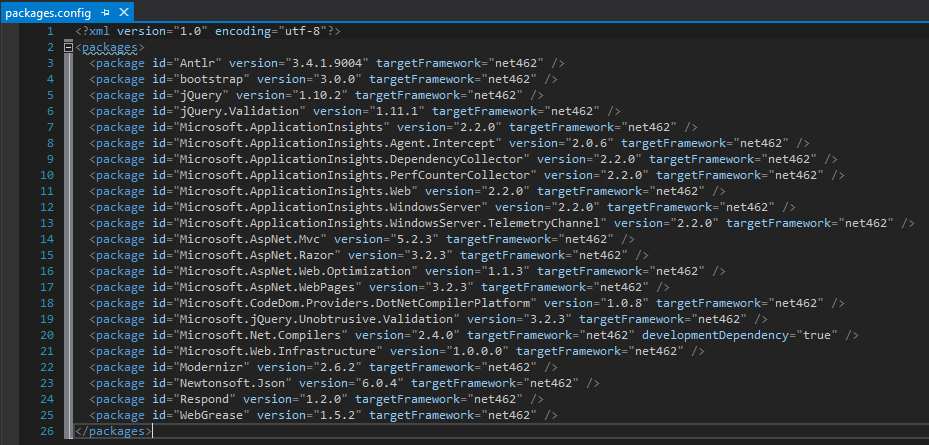 packages.config
1 <?xml version="1.0" encoding="utf-8"?>
2 <packages>
3 <package id="Antlr" version="3.4.1.9004" targetFramework="net462" />
4 <package id="bootstrap" version="3.0.0" targetFramework="net462" />
5 <package id="jQuery" version="1.10.2" targetFramework="net462" />
6 <package id="jQuery.Validation" version="1.11.1" targetFramework="net462" />
7 <package id="Microsoft.ApplicationInsights" version="2.2.0" targetFramework="net462" />
8 <package id="Microsoft.ApplicationInsights.Agent.Intercept" version="2.0.6" targetFramework="net462" />
9 <package id="Microsoft.ApplicationInsights.DependencyCollector" version="2.2.0" targetFramework="net462" />
10 <package id="Microsoft.ApplicationInsights.PerfCounterCollector" version="2.2.0" targetFramework="net462" />
11 <package id="Microsoft.ApplicationInsights.Web" version="2.2.0" targetFramework="net462" />
12 <package id="Microsoft.ApplicationInsights.WindowsServer" version="2.2.0" targetFramework="net462" />
13 <package id="Microsoft.ApplicationInsights.WindowsServer.TelemetryChannel" version="2.2.0" targetFramework="net462" />
14 <package id="Microsoft.AspNet.Mvc" version="5.2.3" targetFramework="net462" />
15 <package id="Microsoft.AspNet.Razor" version="3.2.3" targetFramework="net462" />
16 <package id="Microsoft.AspNet.Web.Optimization" version="1.1.3" targetFramework="net462" />
17 <package id="Microsoft.AspNet.WebPages" version="3.2.3" targetFramework="net462" />
18 <package id="Microsoft.CodeDom.Providers.DotNetCompilerPlatform" version="1.0.8" targetFramework="net462" />
19 <package id="Microsoft.jQuery.Unobtrusive.Validation" version="3.2.3" targetFramework="net462" />
20 <package id="Microsoft.Net.Compilers" version="2.4.0" targetFramework="net462" developmentDependency="true" />
21 <package id="Microsoft.Web.Infrastructure" version="1.0.0.0" targetFramework="net462" />
22 <package id="Modernizr" version="2.6.2" targetFramework="net462" />
23 <package id="Newtonsoft.Json" version="6.0.4" targetFramework="net462" />
24 <package id="Respond" version="1.2.0" targetFramework="net462" />
25 <package id="WebGrease" version="1.5.2" targetFramework="net462" />
26 </packages>